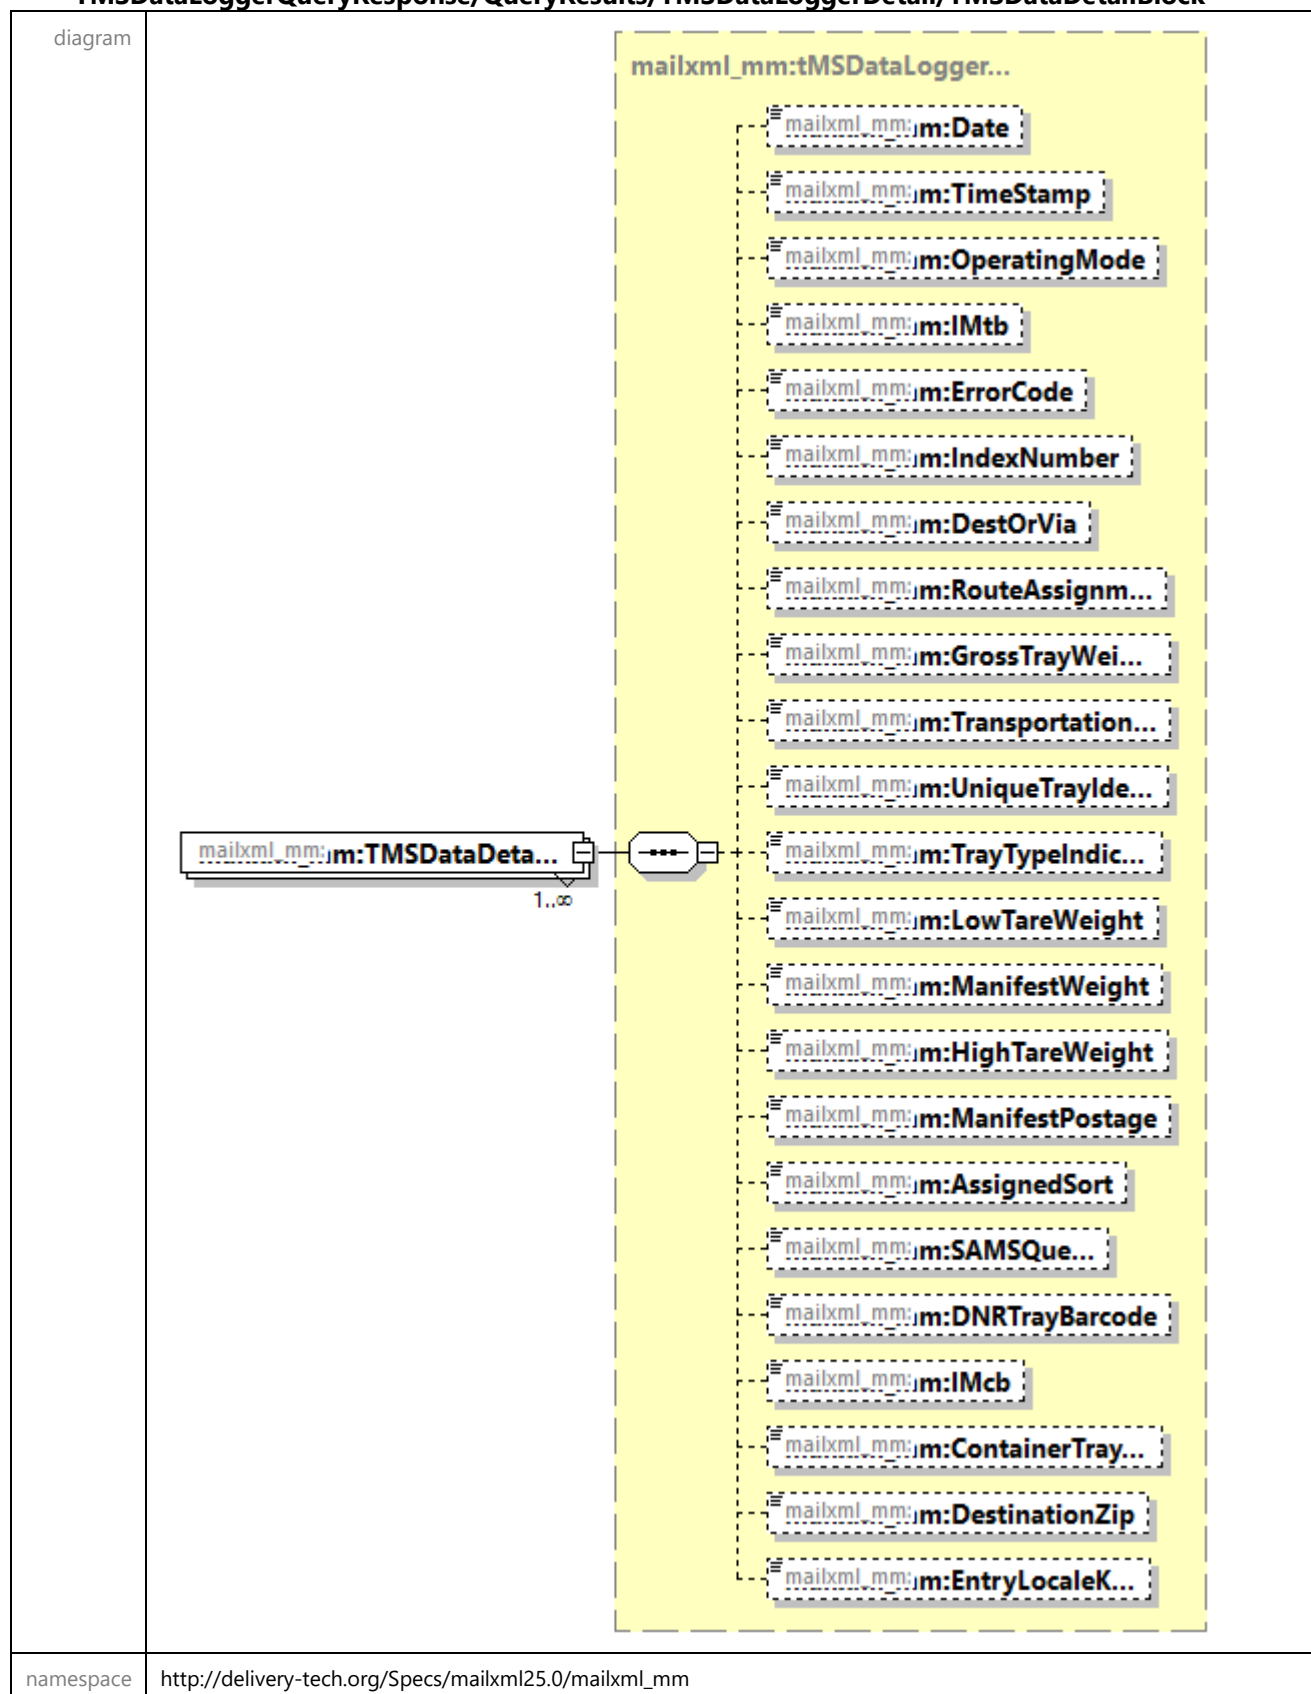 TMSDataLoggerQueryResponse/QueryResults/TMSDataLoggerDetail/TMSDataDetailBlock
diagram
mailxml_mm:tMSDataLogger...
mailxml_mm:Date
mailxml_mm:TimeStamp
mailxml_mm:OperatingMode
mailxml_mm:IMtb
mailxml_mm:ErrorCode
mailxml_mm:IndexNumber
mailxml_mm:DestOrVia
mailxml_mm:RouteAssignm...
mailxml_mm:GrossTrayWei...
mailxml_mm:Transportation...
mailxml_mm:UniqueTrayIde...
mailxml_mm:TMSDataDeta...
1..∞
mailxml_mm:TrayTypeIndic...
mailxml_mm:LowTareWeight
mailxml_mm:ManifestWeight
mailxml_mm:HighTareWeight
mailxml_mm:ManifestPostage
mailxml_mm:AssignedSort
mailxml_mm:SAMSQue...
mailxml_mm:DNRTrayBarcode
mailxml_mm:IMcb
mailxml_mm:ContainerTray...
mailxml_mm:DestinationZip
mailxml_mm:EntryLocaleK...
namespace http://delivery-tech.org/Specs/mailxml25.0/mailxml_mm